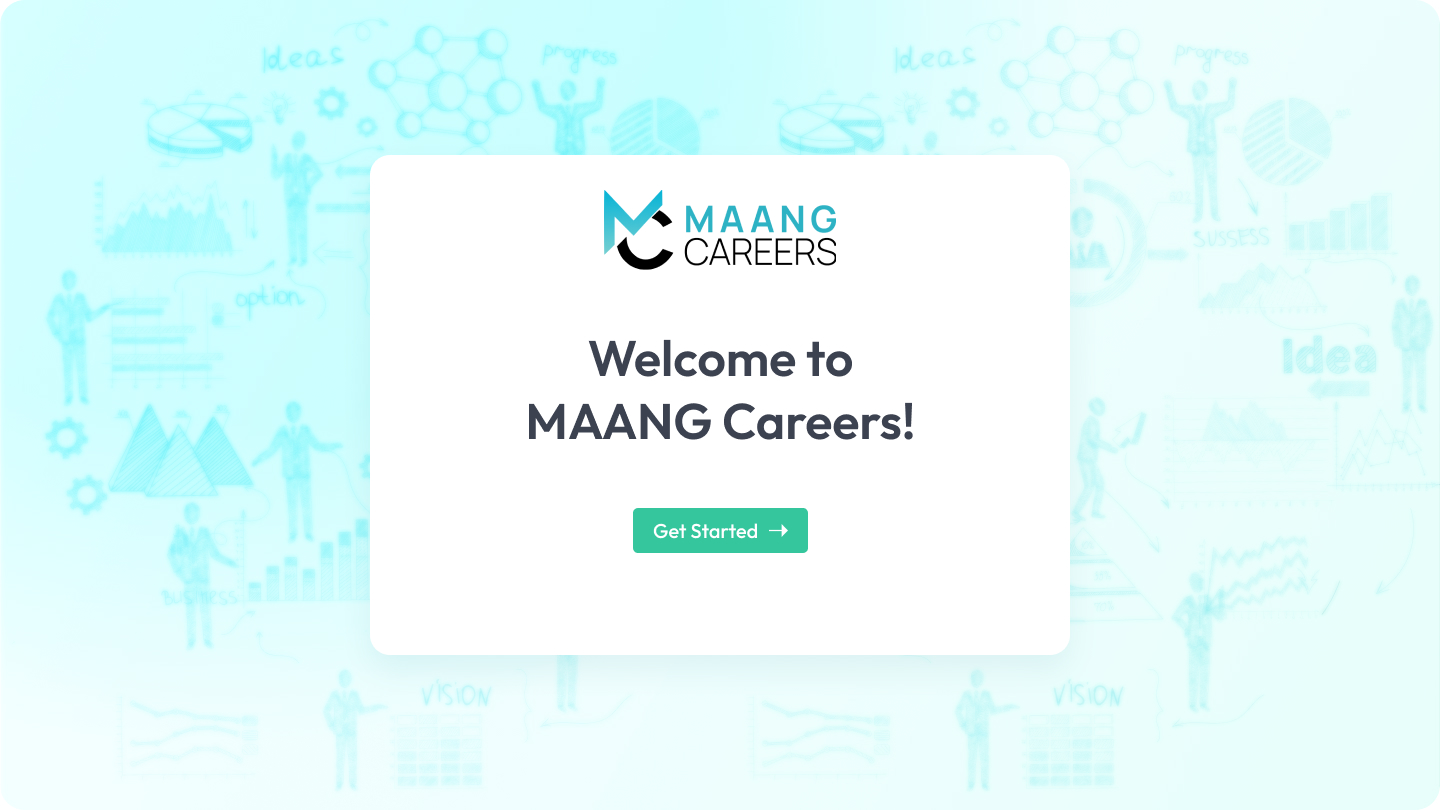 Ideas
progress
Ideas
progress
MAANG
CAREERS
SUSSESS
option
Welcome to
Idea
MAANG Careers!
Get Started
BUSINESS
VISION
VISION